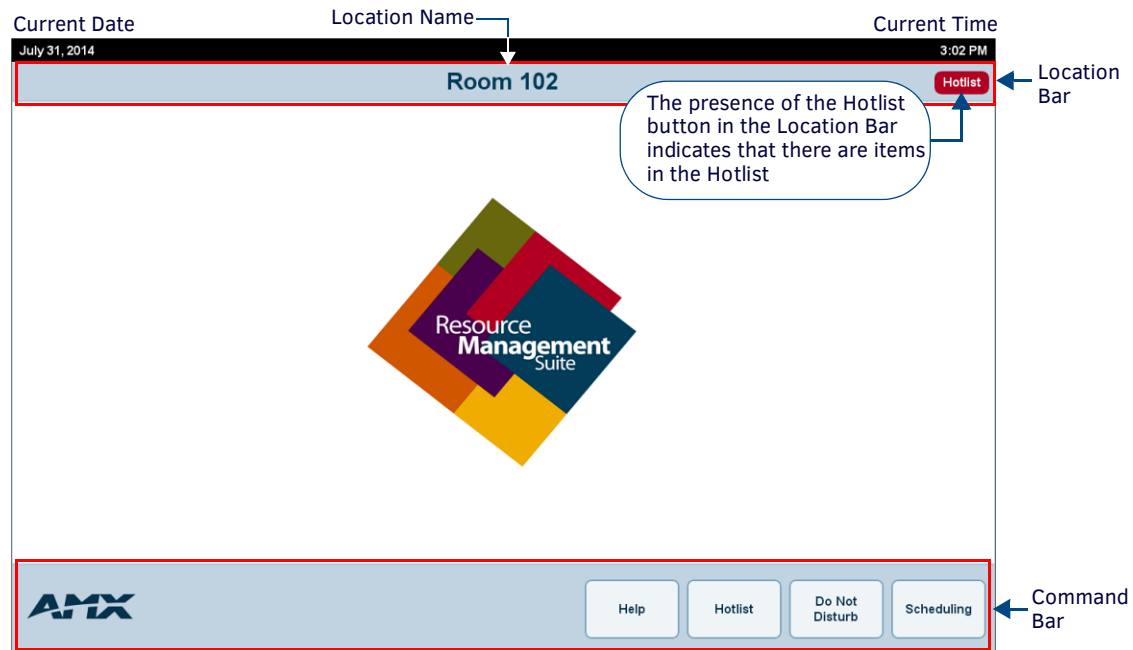 Current Date
Location Name
Current Time
July 31, 2014
3:02 PM
Room 102
Hotlist
Location
Bar
The presence of the Hotlist
button in the Location Bar
indicates that there are items
in the Hotlist
Resource
Management
Suite
AMX
Help
Hotlist
Do Not
Disturb
Scheduling
Command
Bar